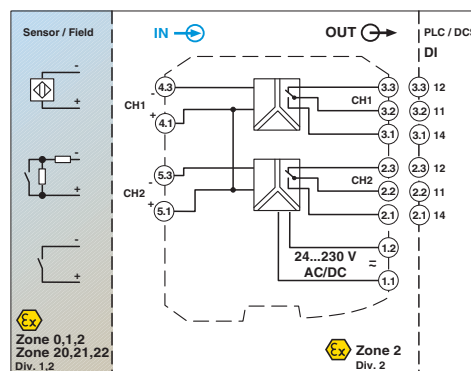 Sensor / Field
IN
OUT
PLC / DCS
DI
-
+
-
+
-
+
4.3
-
CH1
+
4.1
5.3
-
CH2
+
5.1
3.3
CH1
3.2
3.1
2.3
CH2
2.2
2.1
1.2
24...230 V
AC/DC
=
1.1
3.3 12
3.2 11
3.1 14
2.3 12
2.2 11
2.1 14
Ex
Zone 0,1,2
Zone 20,21,22
Div. 1,2
Ex
Zone 2
Div. 2